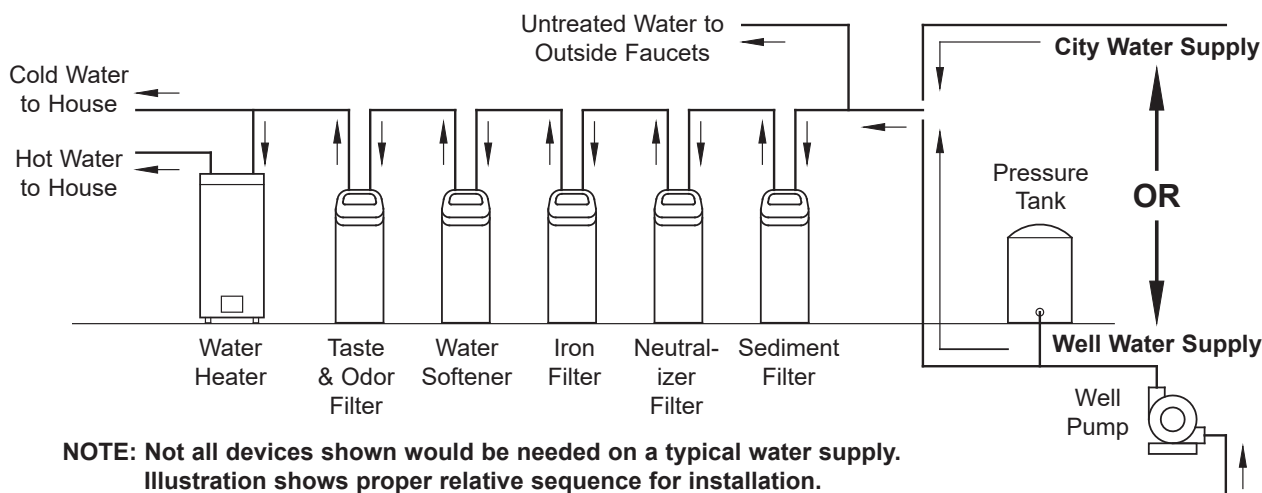 Untreated Water to
Outside Faucets
City Water Supply
Cold Water
to House
Hot Water
to House
Pressure
Tank
OR
Well Water Supply
Water
Heater
Taste
& Odor
Filter
Water
Softener
Iron
Filter
Neutral-
izer
Filter
Sediment
Filter
Well
Pump
NOTE: Not all devices shown would be needed on a typical water supply.
Illustration shows proper relative sequence for installation.